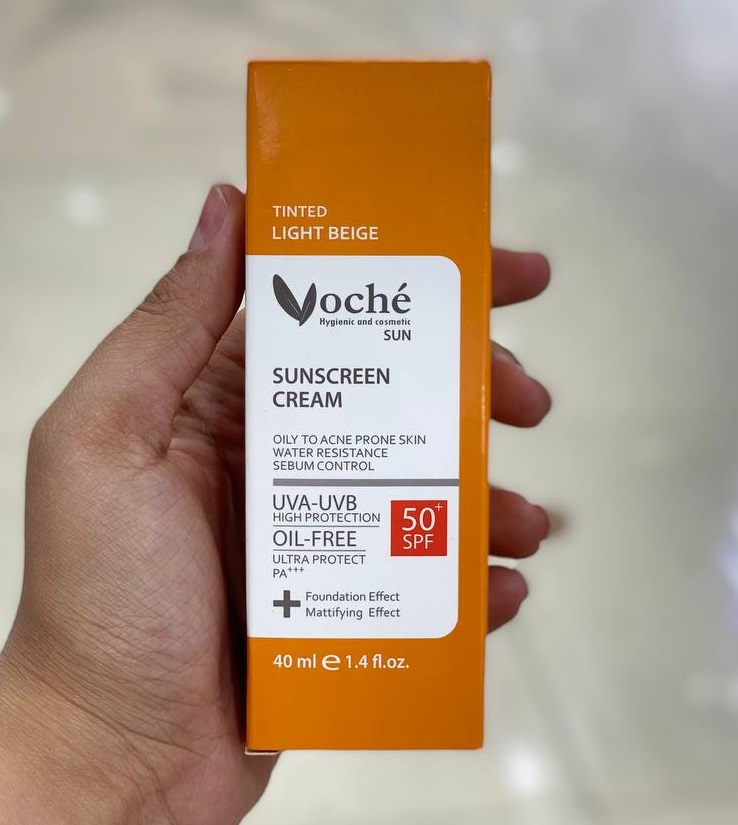 TINTED
LIGHT BEIGE
Voché
Hygienic and cosmetic
SUN
SUNSCREEN
CREAM
OILY TO ACNE PRONE SKIN
WATER RESISTANCE
SEBUM CONTROL
UVA-UVB
HIGH PROTECTION
OIL-FREE
50+
SPF
ULTRA PROTECT
PA+++
+ Foundation Effect
Mattifying Effect
40 ml ℮ 1.4 fl.oz.